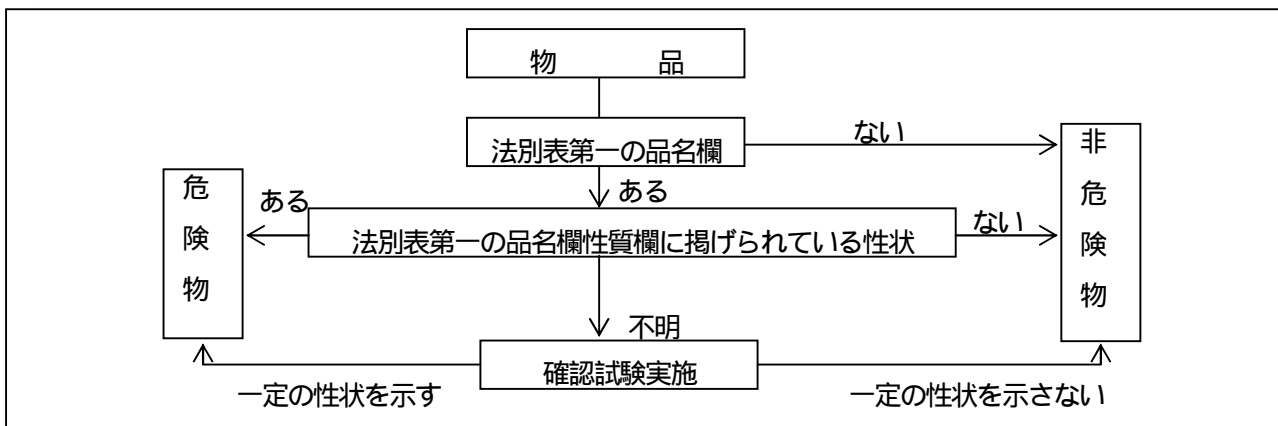 物　　　品
法別表第一の品名欄
ない
ある
非危険物
危険物
ある
法別表第一の品名欄性質欄に掲げられている性状
ない
不明
確認試験実施
一定の性状を示す
一定の性状を示さない